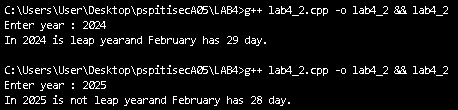 C:\Users\User\Desktop\pspitisecA05\LAB4>g++ lab4_2.cpp -o lab4_2 && lab4_2
Enter year : 2024
In 2024 is leap yearand February has 29 day.
C:\Users\User\Desktop\pspitisecA05\LAB4>g++ lab4_2.cpp -o lab4_2 && lab4_2
Enter year : 2025
In 2025 is not leap yearand February has 28 day.